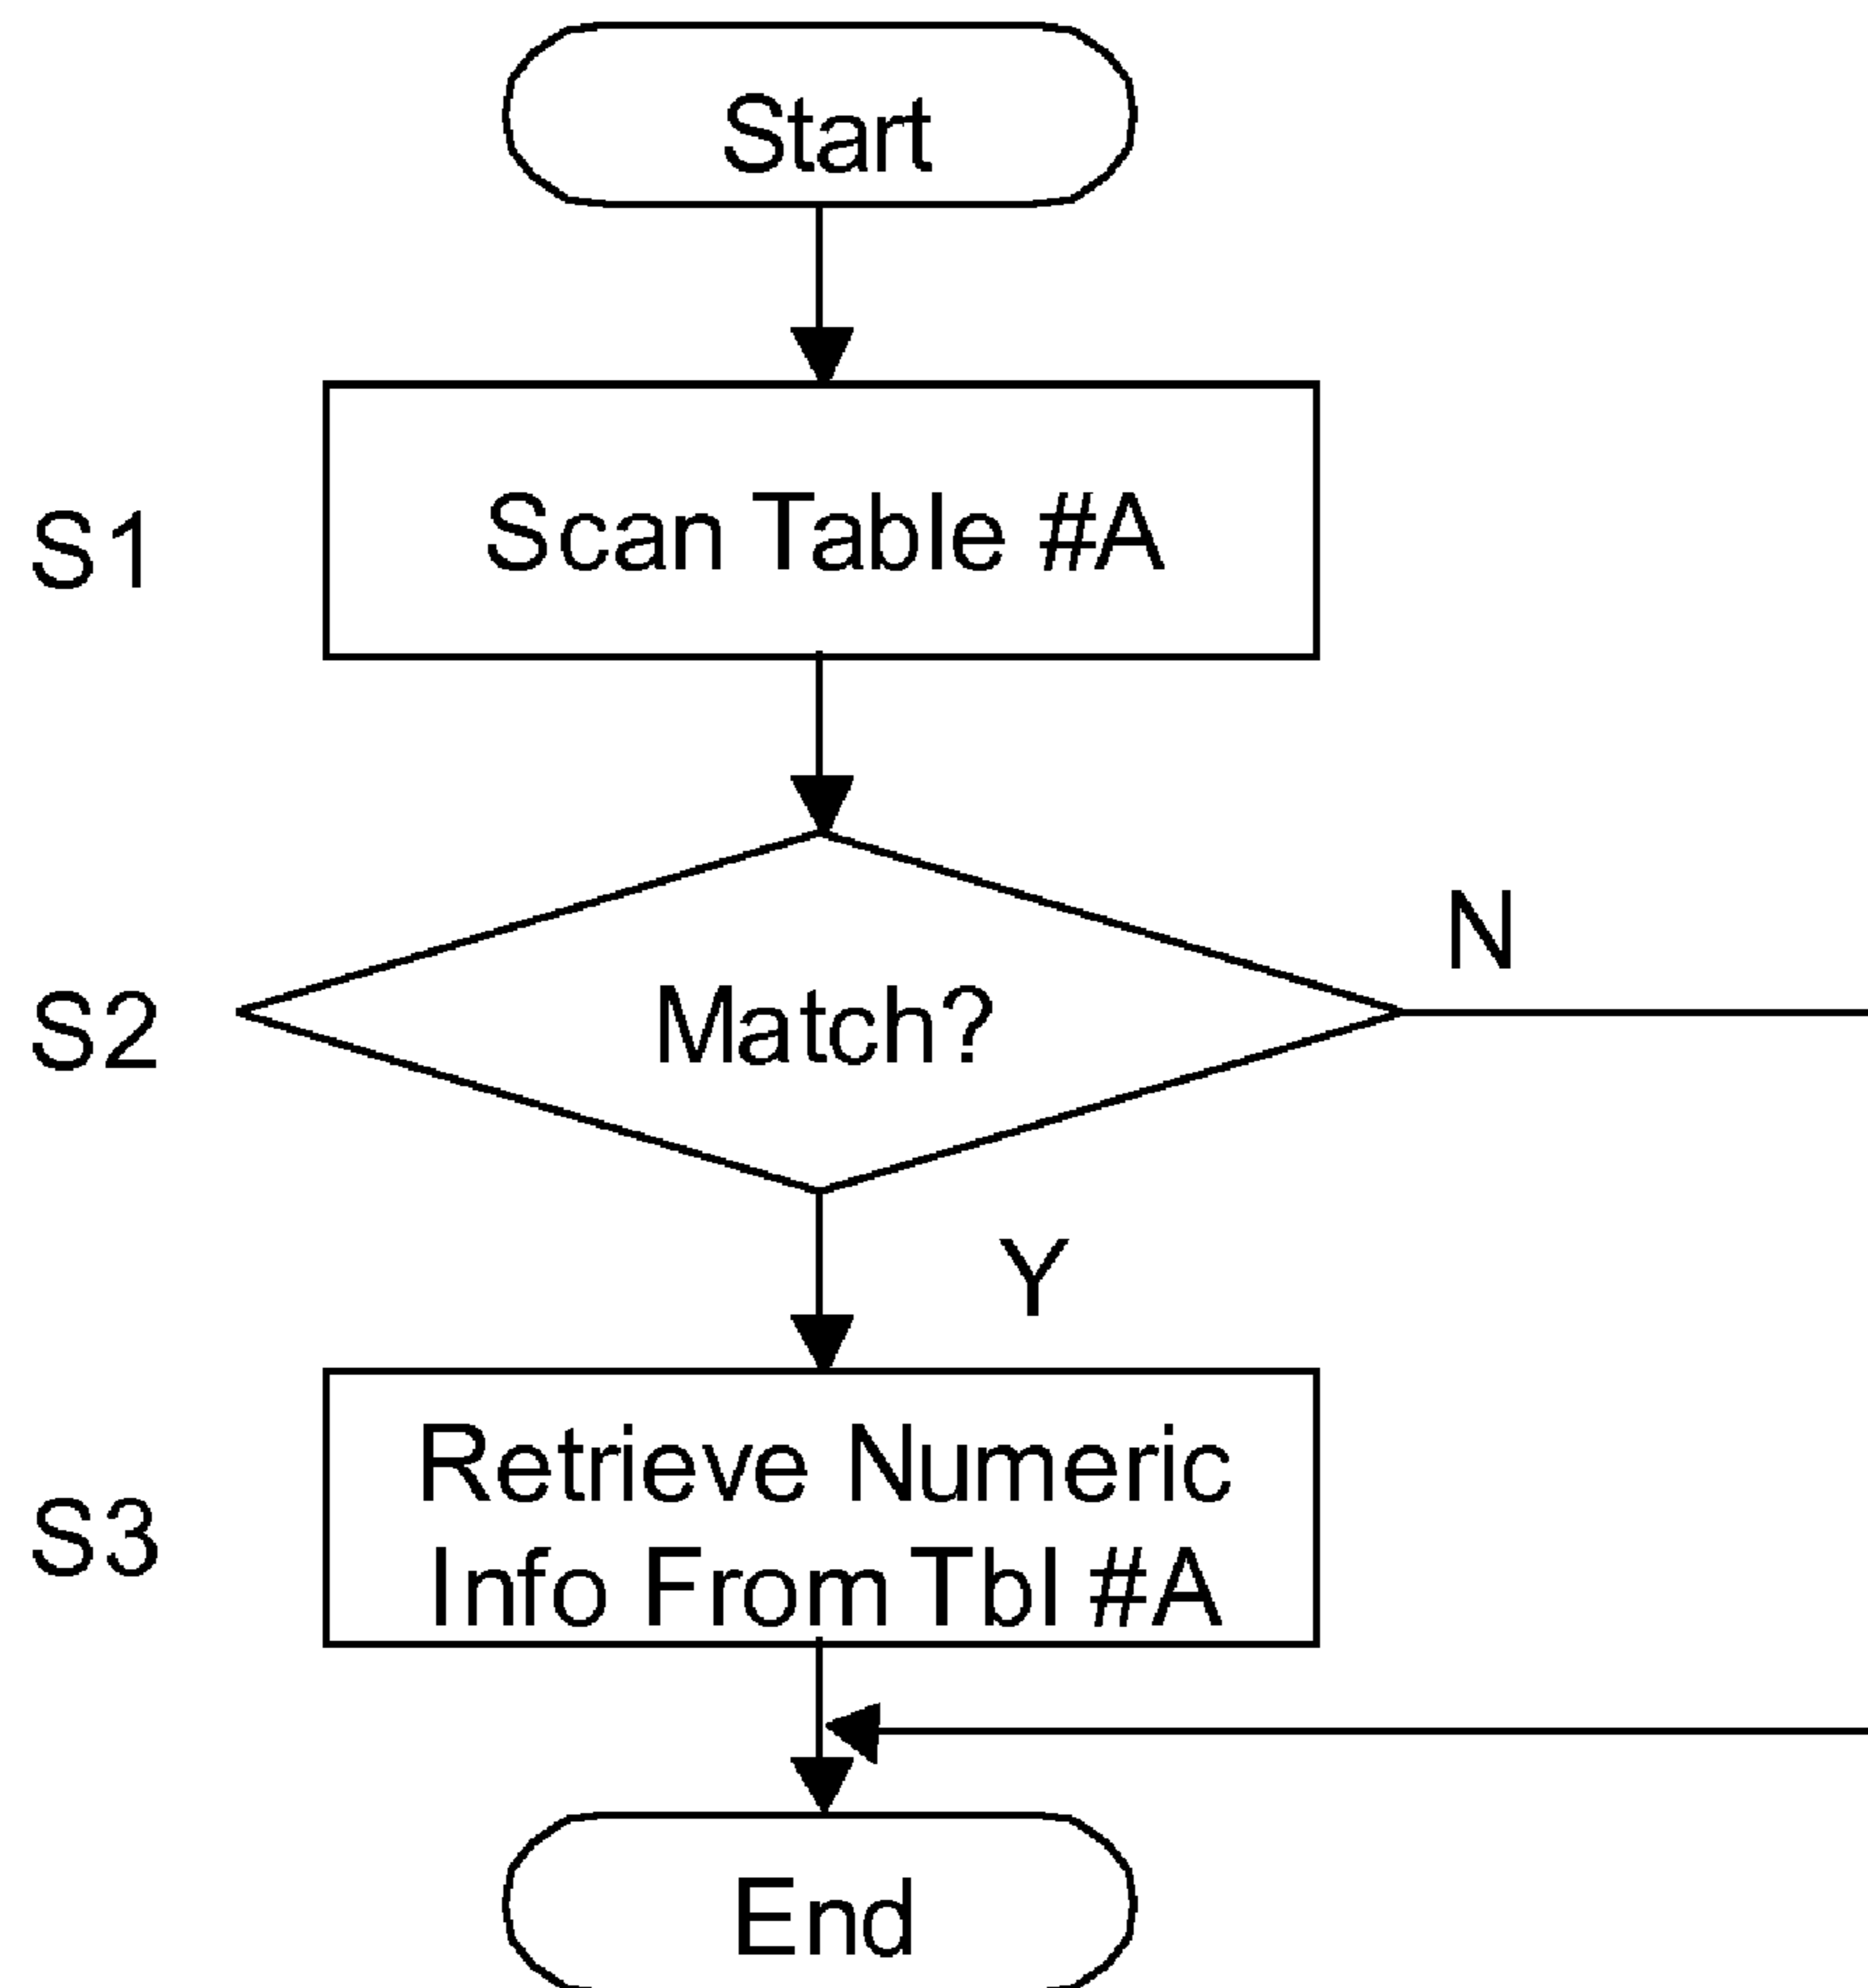 Start
S1
Scan Table #A
N
S2
Match?
Y
Retrieve Numeric
S3
Info From Tbl #A
End